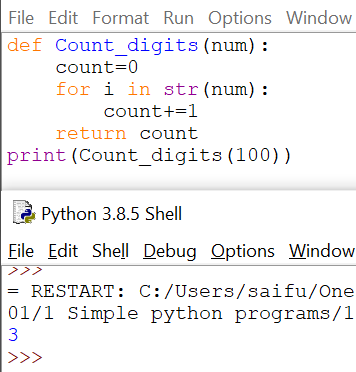 File Edit Format Run Options Window
def Count_digits(num):
    count=0
    for i in str(num):
        count+=1
    return count
print(Count_digits(100))
Python 3.8.5 Shell
File Edit Shell Debug Options Window
>>>
= RESTART: C:/Users/saifu/One
01/1 Simple python programs/1
3
>>>